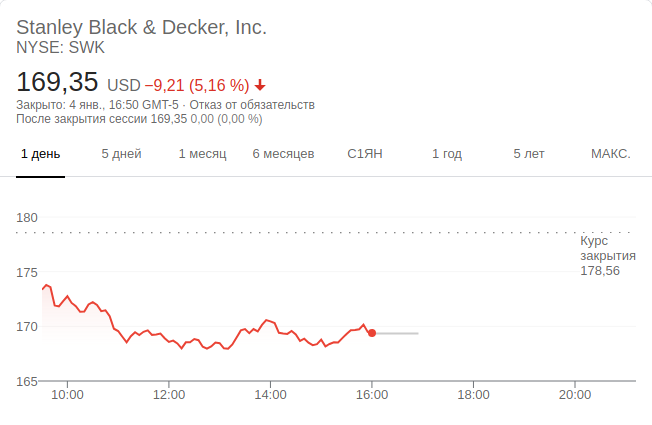 Stanley Black & Decker, Inc.
NYSE: SWK
169,35 USD −9,21 (5,16 %)
Закрыто: 4 янв., 16:50 GMT-5 · Отказ от обязательств
После закрытия сессии 169,35 0,00 (0,00 %)
1 день 5 дней 1 месяц 6 месяцев С1ЯН 1 год 5 лет МАКС.
180
Курс
закрытия
178,56
175
170
165
10:00 12:00 14:00 16:00 18:00 20:00